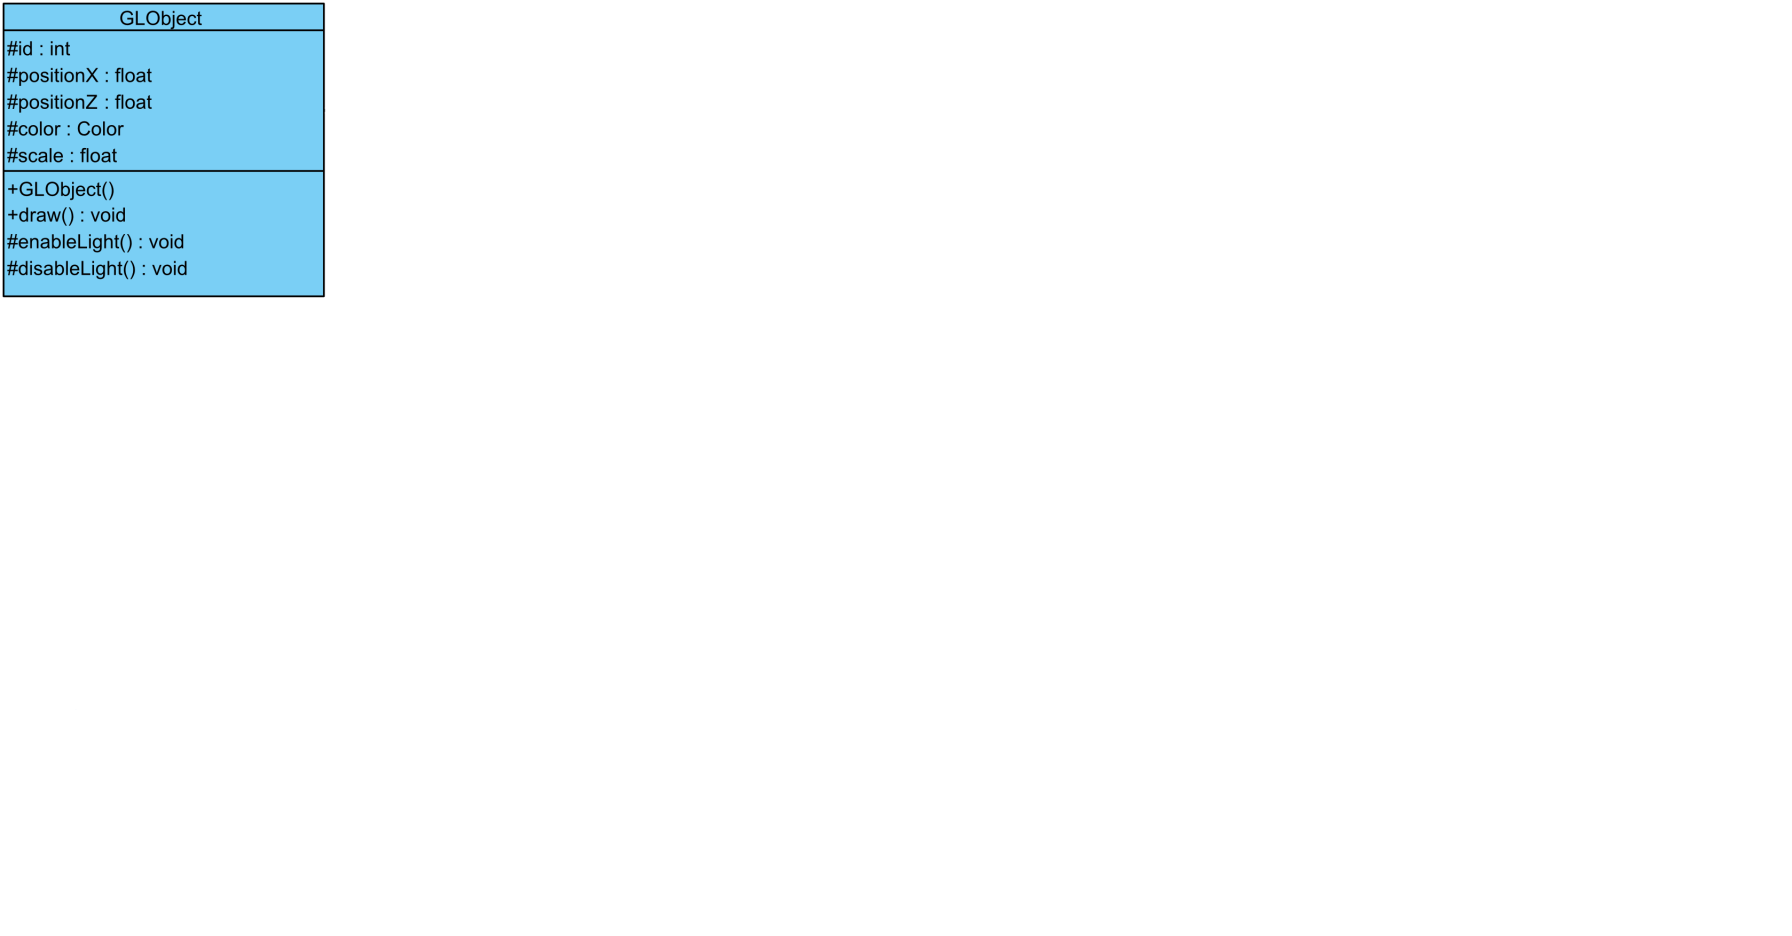 GLObject
#id : int
#positionX : float
#positionZ : float
#color : Color
#scale : float
+GLObject()
+draw() : void
#enableLight() : void
#disableLight() : void